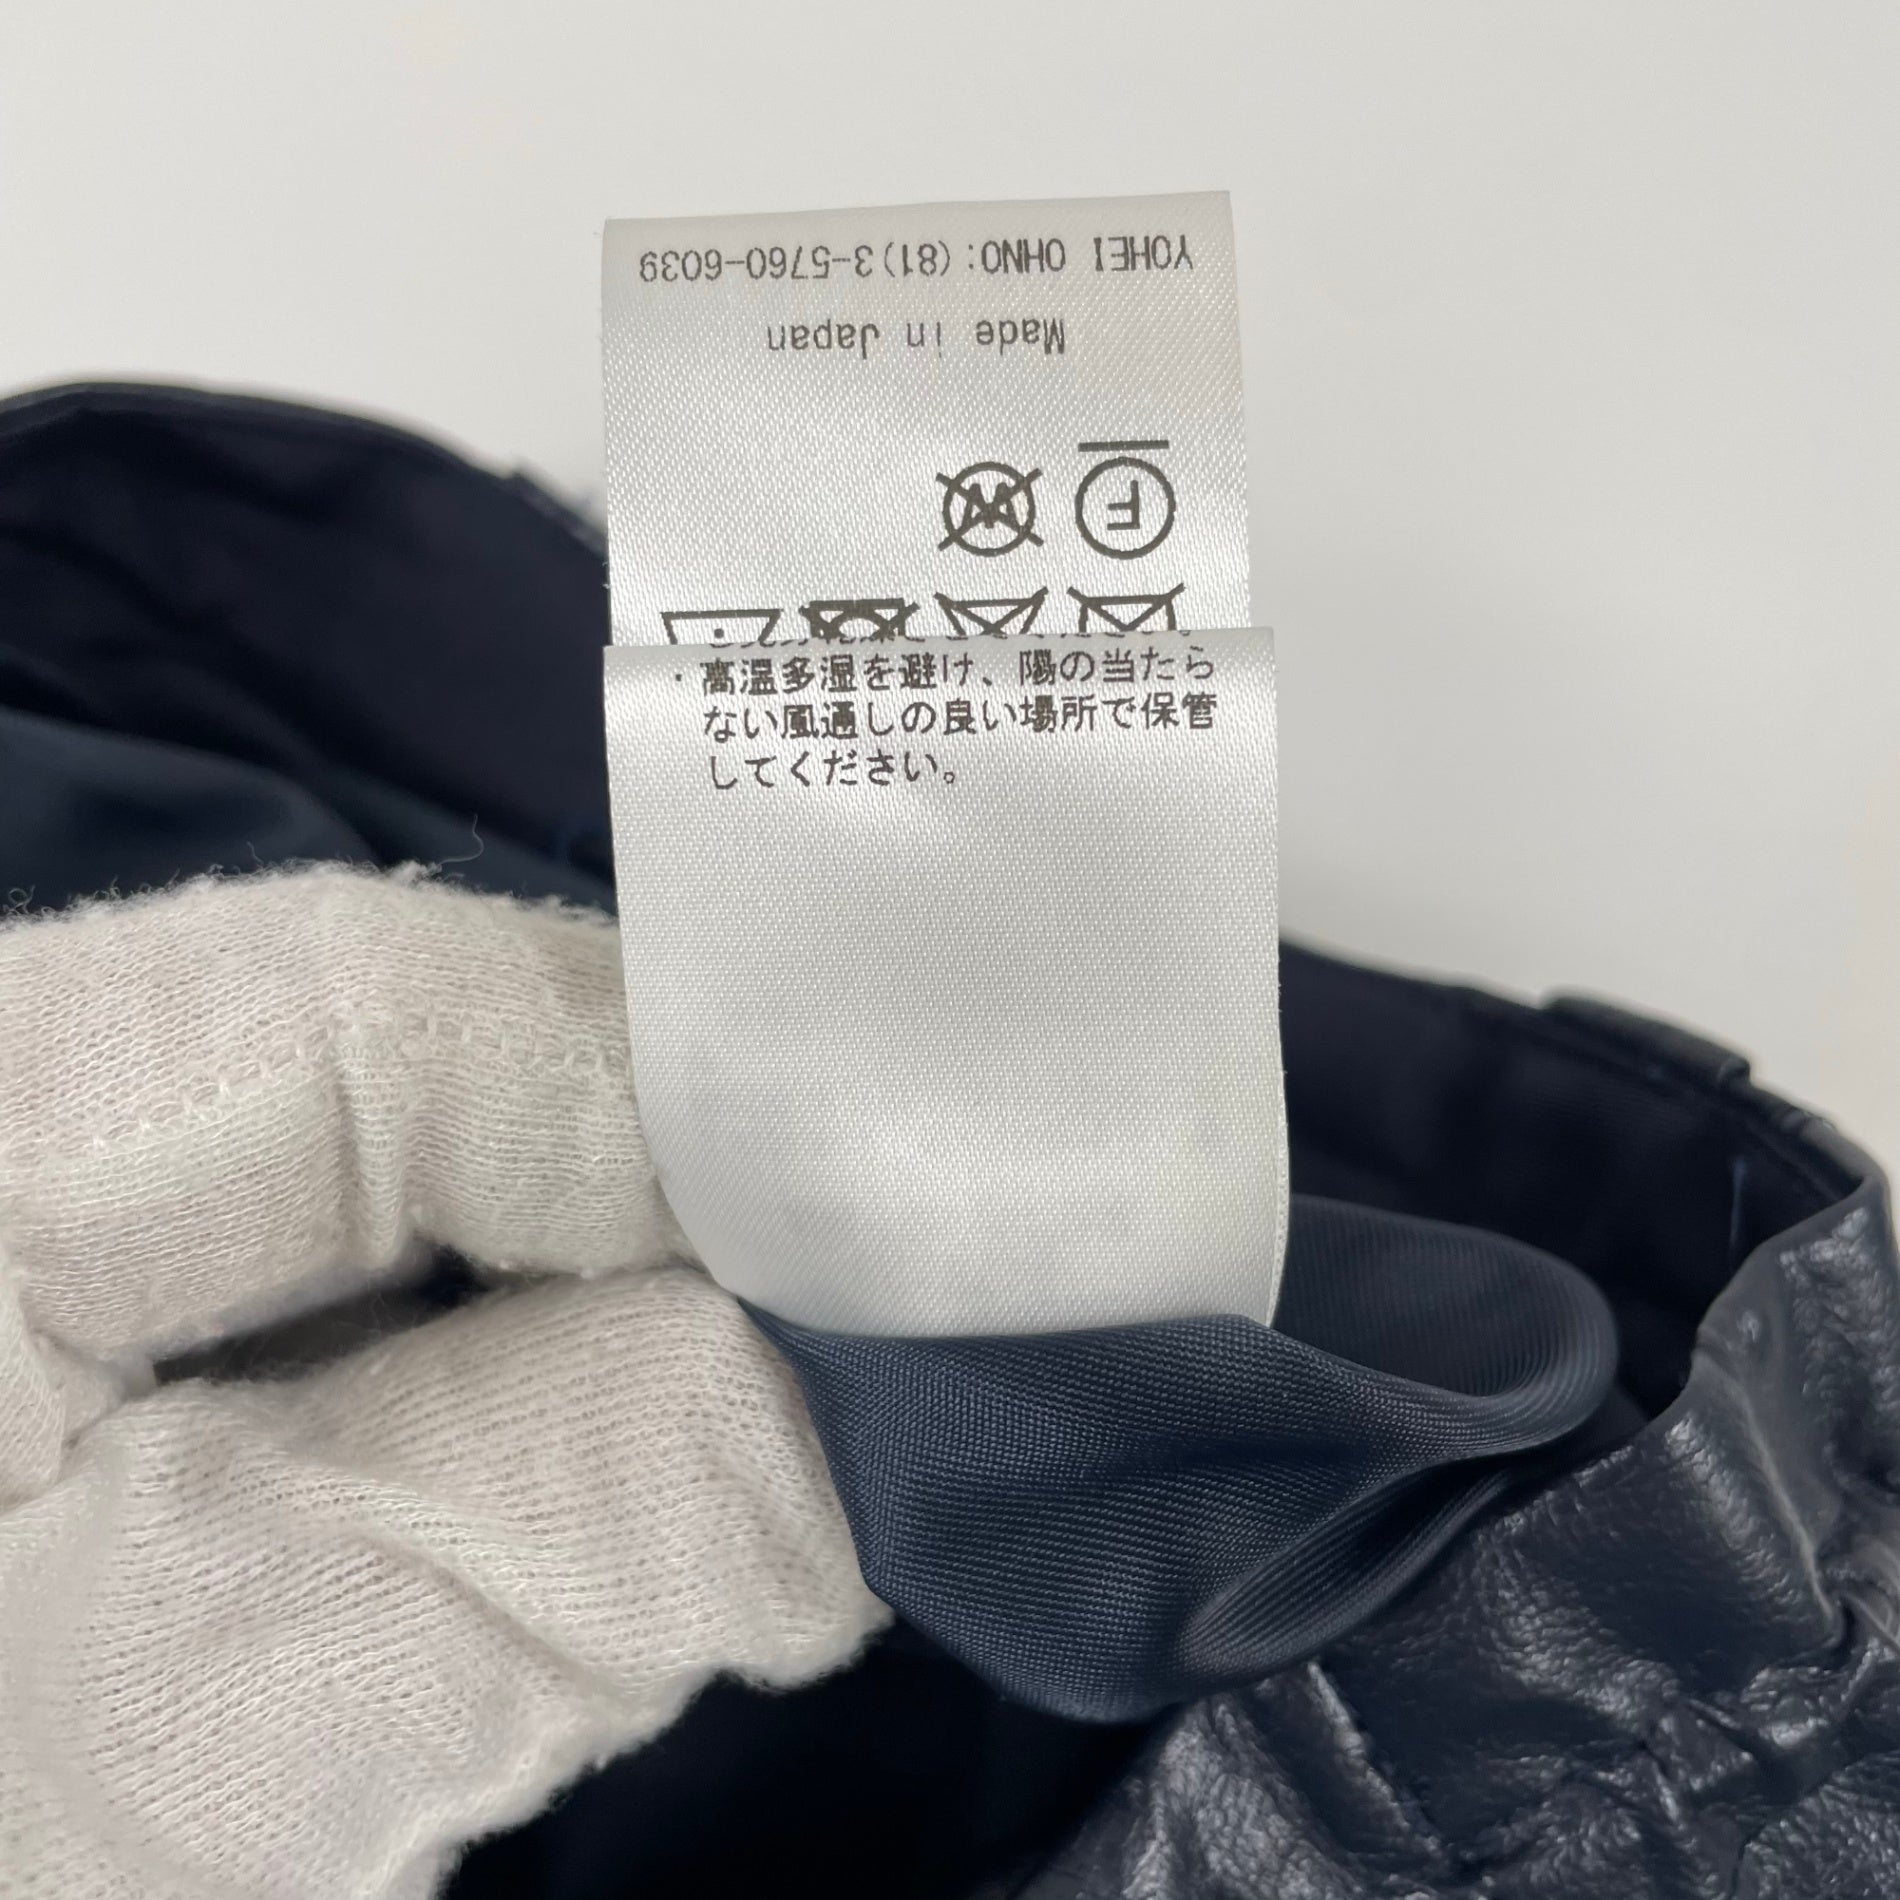 ・高温多湿を避け、陽の当たら
ない風通しの良い場所で保管
してください。
F W
Made in Japan
YOHEI OHNO:(81)3-5760-6039